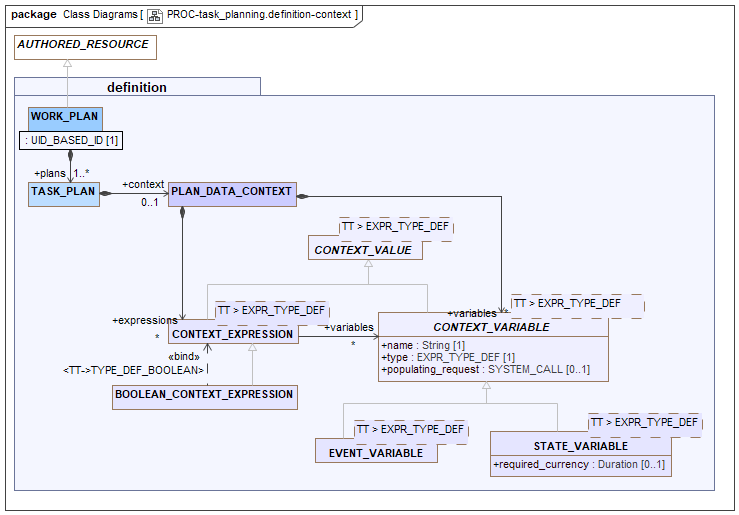 package Class Diagrams [ PROC-task_planning.definition-context ]
AUTHORED_RESOURCE
definition
WORK_PLAN
: UID_BASED_ID [1]
+plans 1..*
TASK_PLAN
+context
0..1
PLAN_DATA_CONTEXT
TT > EXPR_TYPE_DEF
CONTEXT_VALUE
TT > EXPR_TYPE_DEF
+expressions
*
CONTEXT_EXPRESSION
+variables
*
TT > EXPR_TYPE_DEF
+variables *
CONTEXT_VARIABLE
+name : String [1]
+type : EXPR_TYPE_DEF [1]
+populating_request : SYSTEM_CALL [0..1]
«bind»
<TT->TYPE_DEF_BOOLEAN>
BOOLEAN_CONTEXT_EXPRESSION
TT > EXPR_TYPE_DEF
EVENT_VARIABLE
TT > EXPR_TYPE_DEF
STATE_VARIABLE
+required_currency : Duration [0..1]